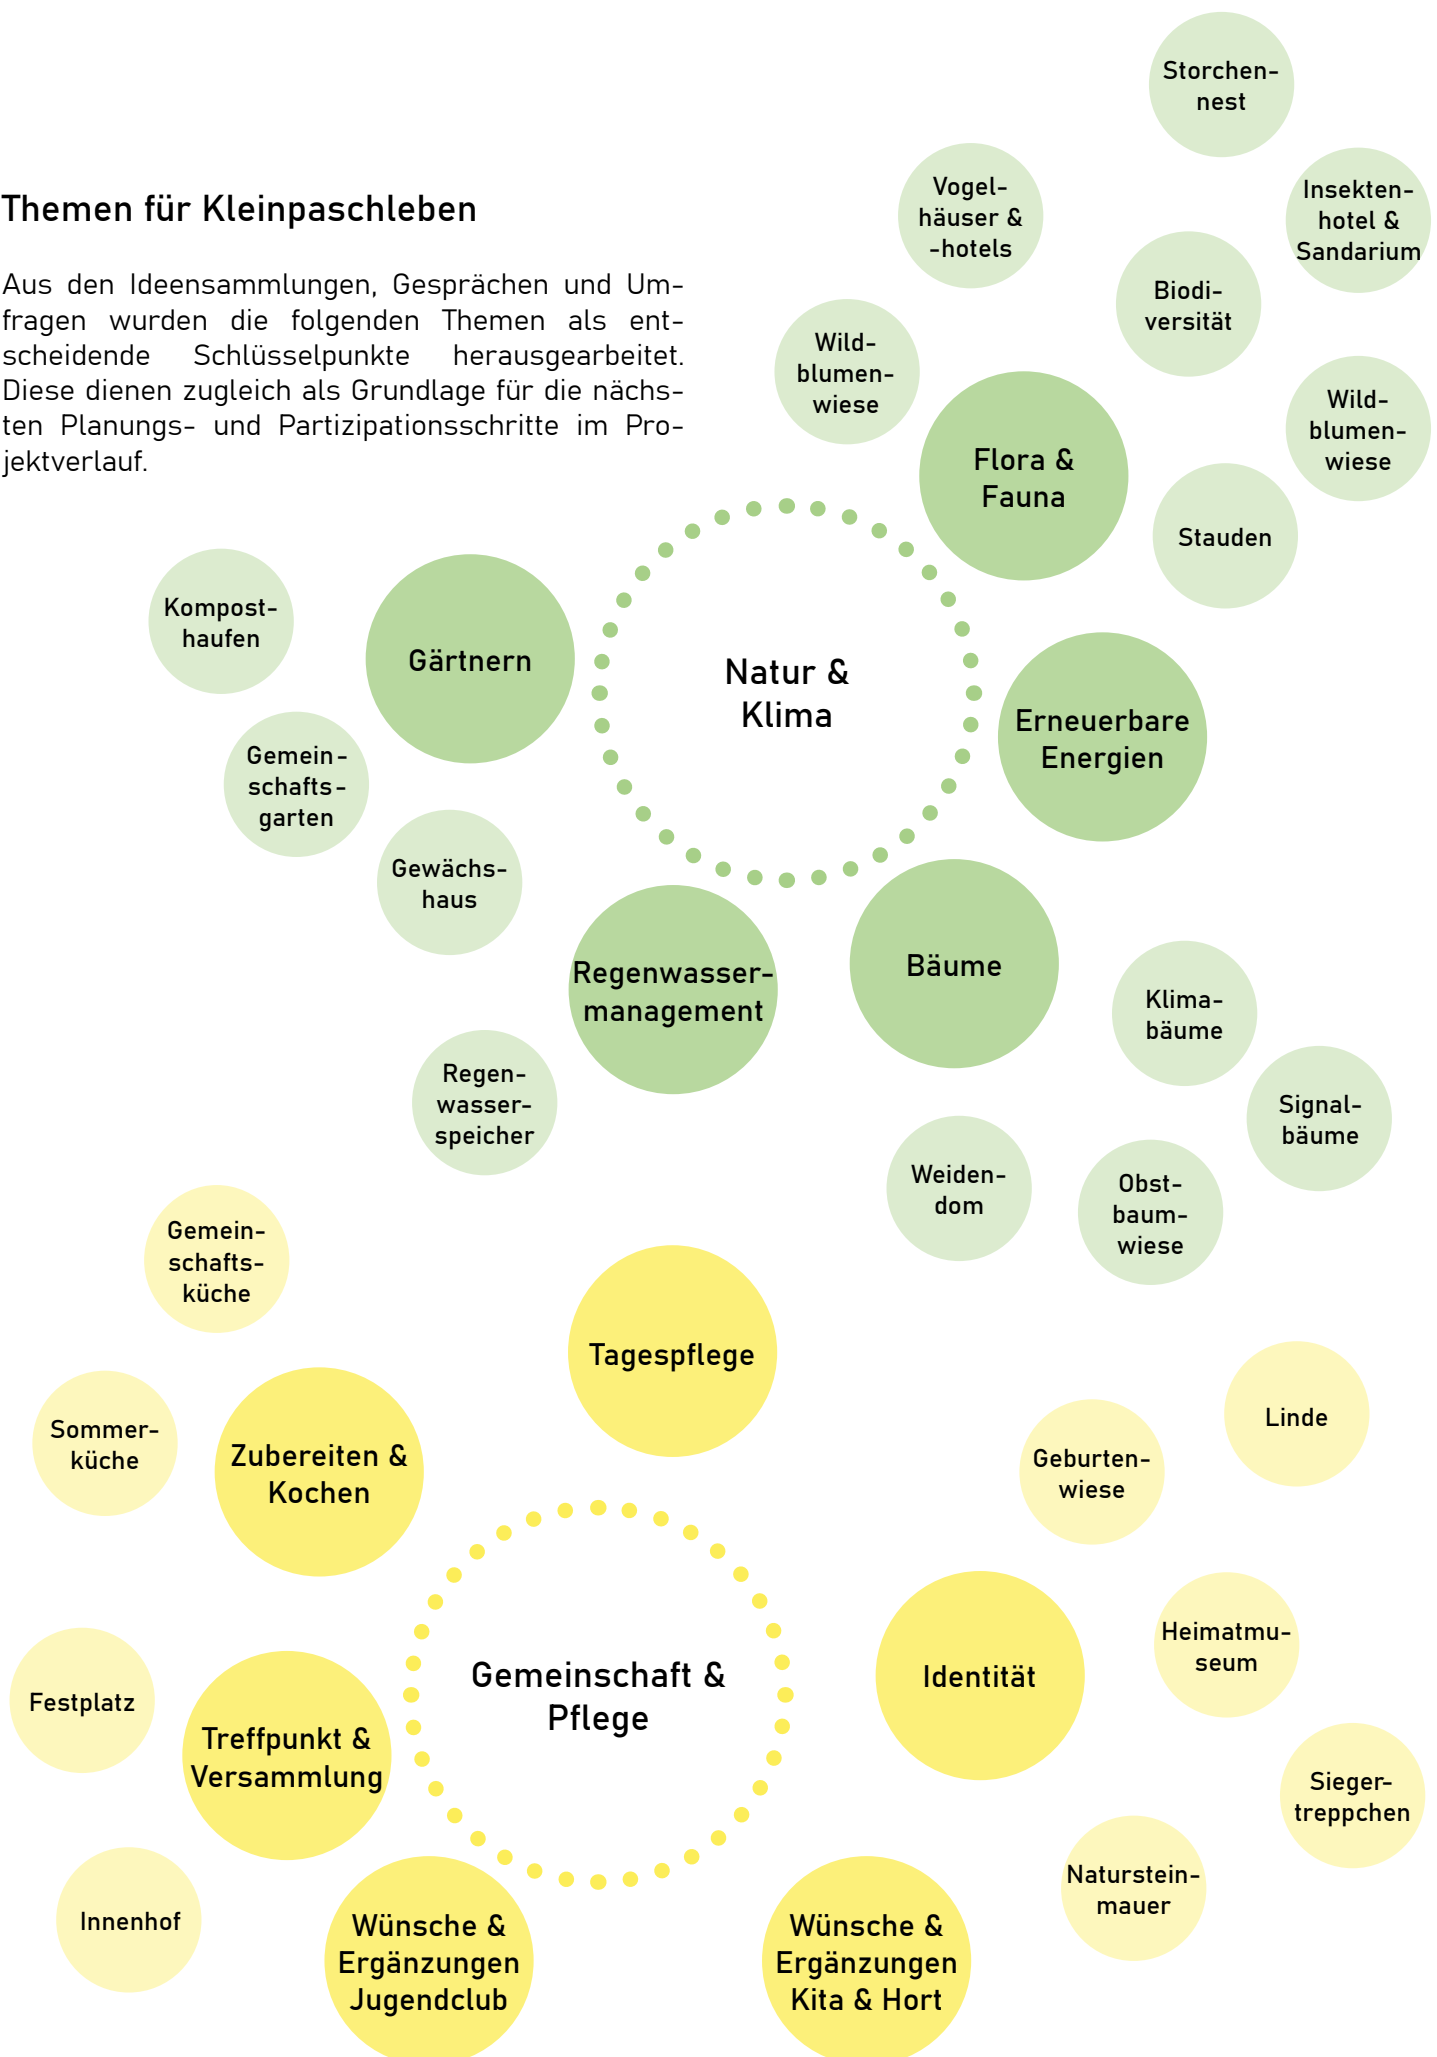 Storchen-
nest
Vogel-
häuser &
-hotels
Insekten-
hotel &
Sandarium
Themen für Kleinpaschleben
Aus den Ideensammlungen, Gesprächen und Um-
fragen wurden die folgenden Themen als ent-
scheidende Schlüsselpunkte herausgearbeitet.
Diese dienen zugleich als Grundlage für die nächs-
ten Planungs- und Partizipationsschritte im Pro-
jektverlauf.
Biodi-
versität
Wild-
blumen-
wiese
Wild-
blumen-
wiese
Flora &
Fauna
Stauden
Kompost-
haufen
Gärtnern
Natur &
Klima
Erneuerbare
Energien
Gemein-
schafts-
garten
Gewächs-
haus
Regenwasser-
management
Bäume
Klima-
bäume
Regen-
wasser-
speicher
Signal-
bäume
Weiden-
dom
Obst-
baum-
wiese
Gemein-
schafts-
küche
Tagespflege
Linde
Sommer-
küche
Zubereiten &
Kochen
Geburten-
wiese
Heimatmu-
seum
Gemeinschaft &
Pflege
Identität
Festplatz
Treffpunkt &
Versammlung
Sieger-
treppchen
Naturstein-
mauer
Innenhof
Wünsche &
Ergänzungen
Jugendclub
Wünsche &
Ergänzungen
Kita & Hort